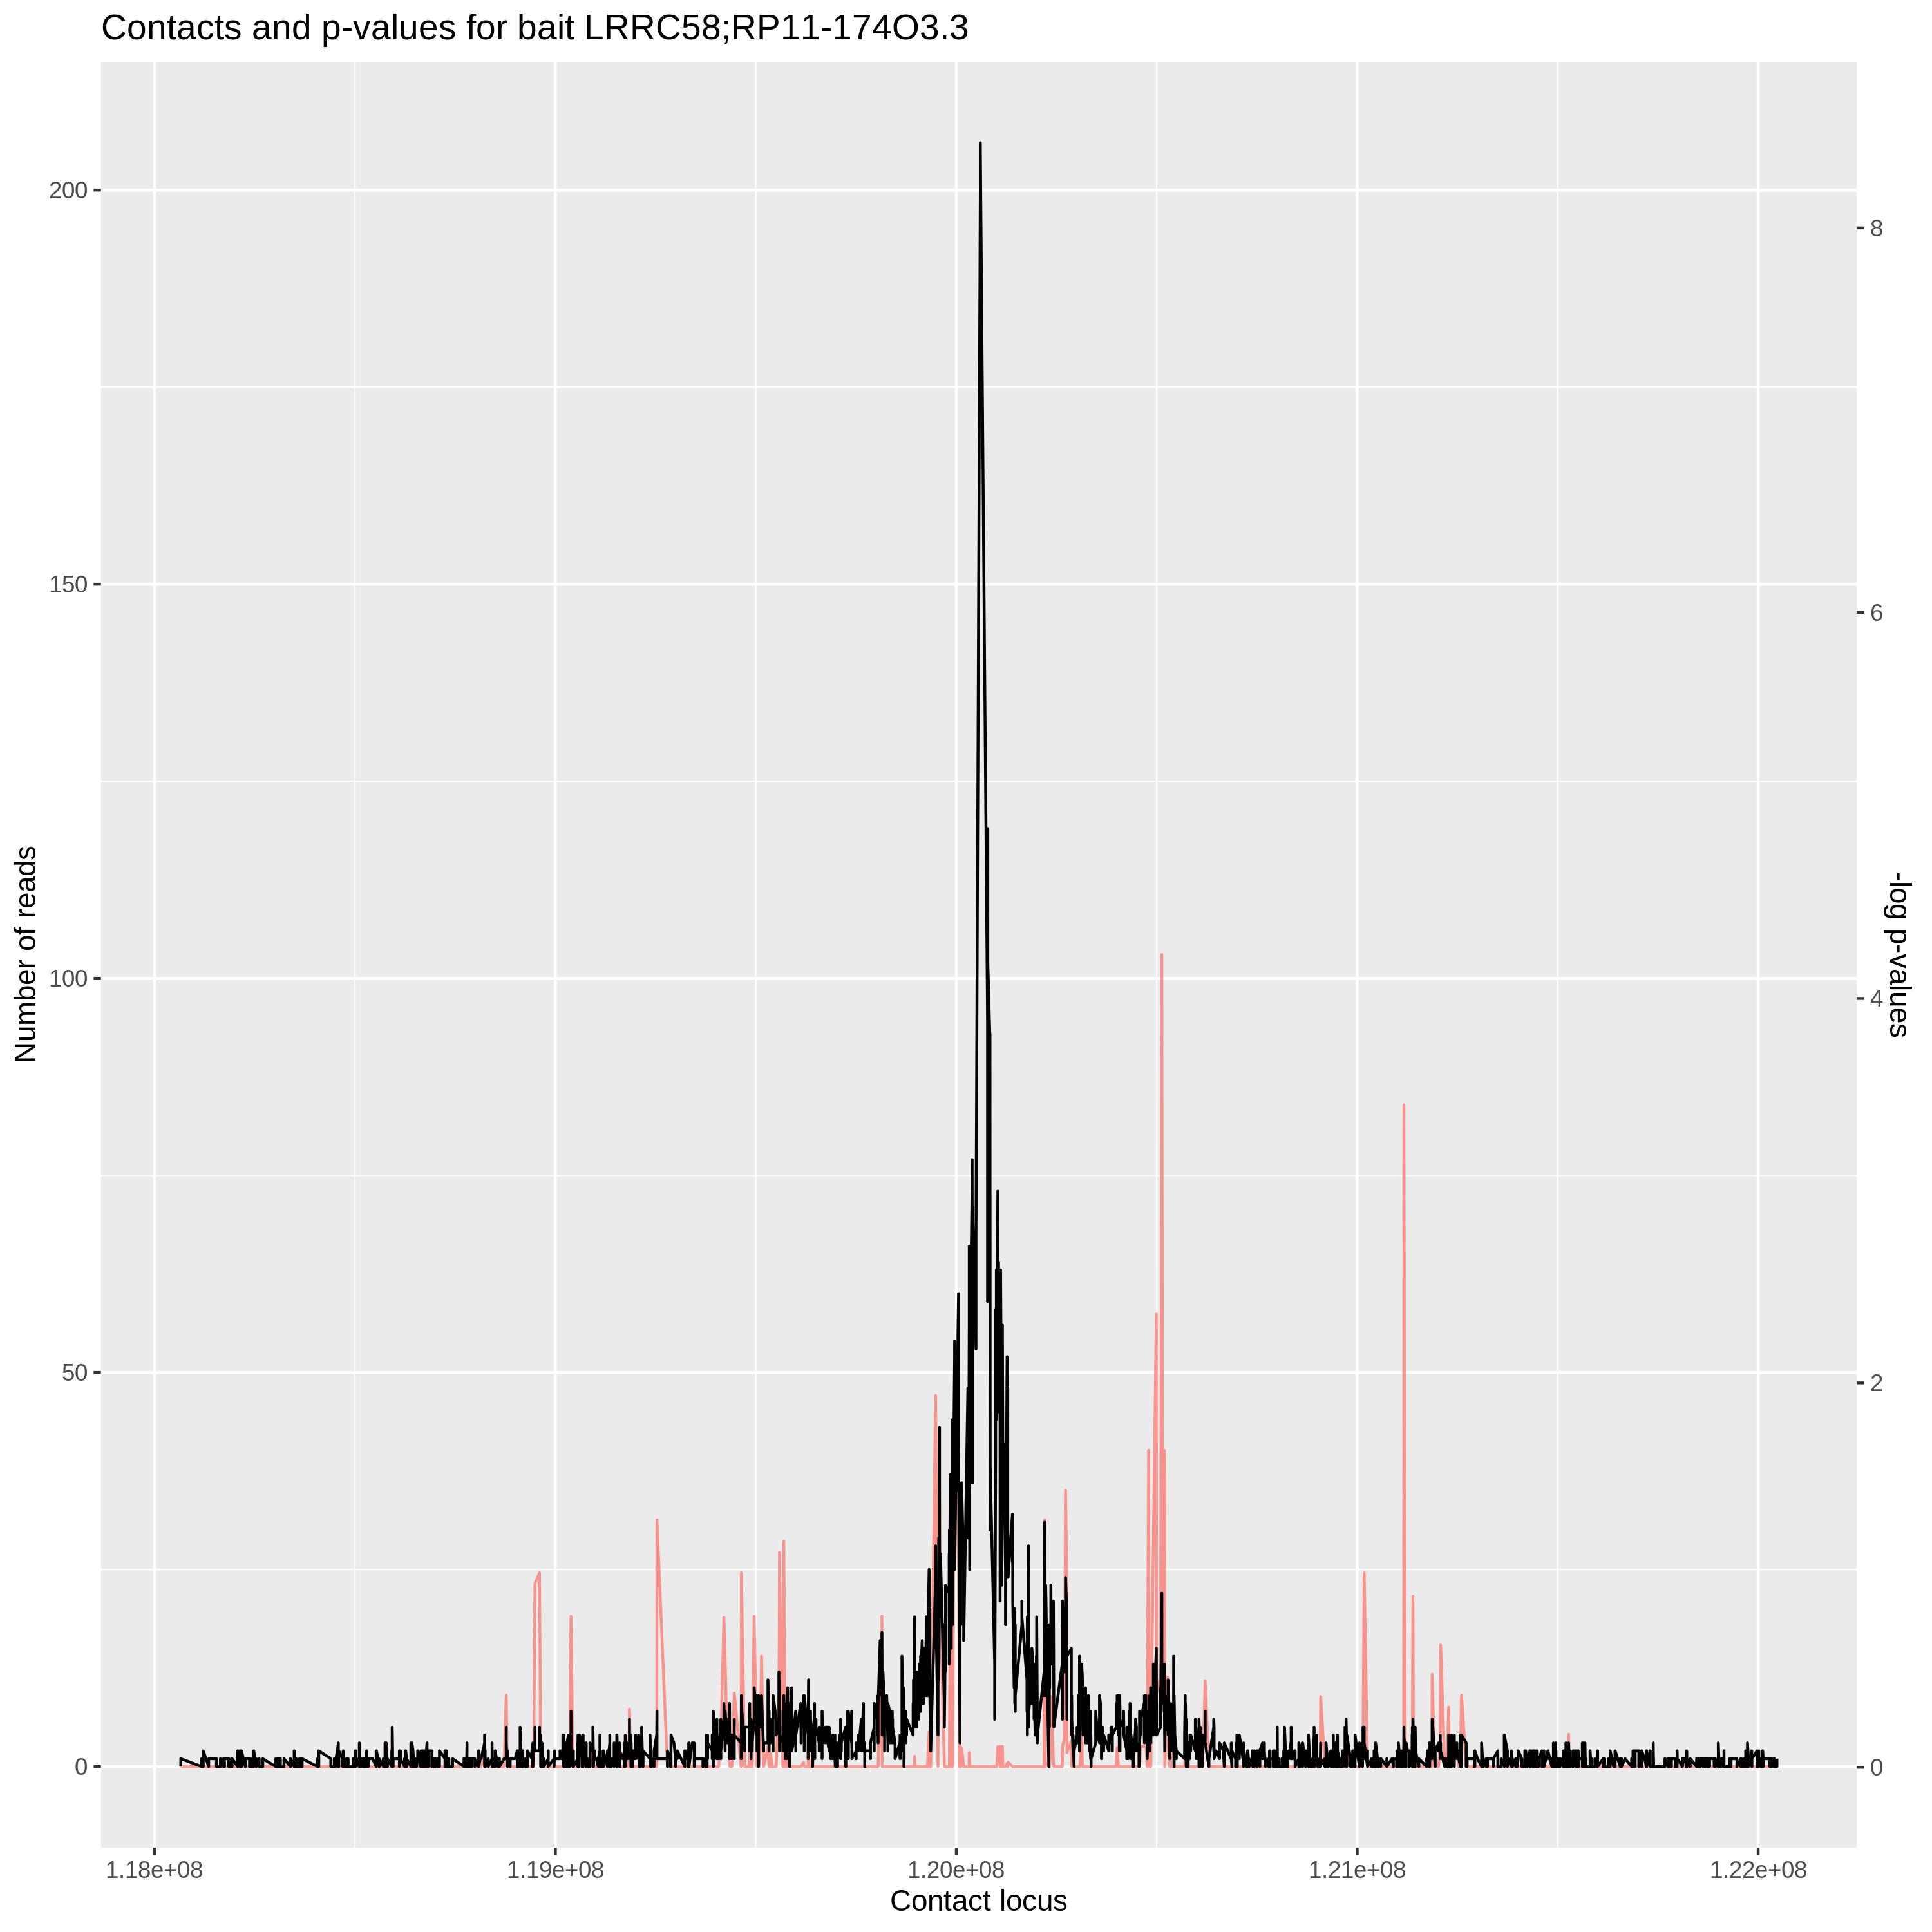 Contacts and p-values for bait LRRC58;RP11-174O3.3
200
150
100
50
0
Number of reads
8
6
4
2
0
-log p-values
1.18e+08
1.19e+08
1.20e+08
1.21e+08
1.22e+08
Contact locus